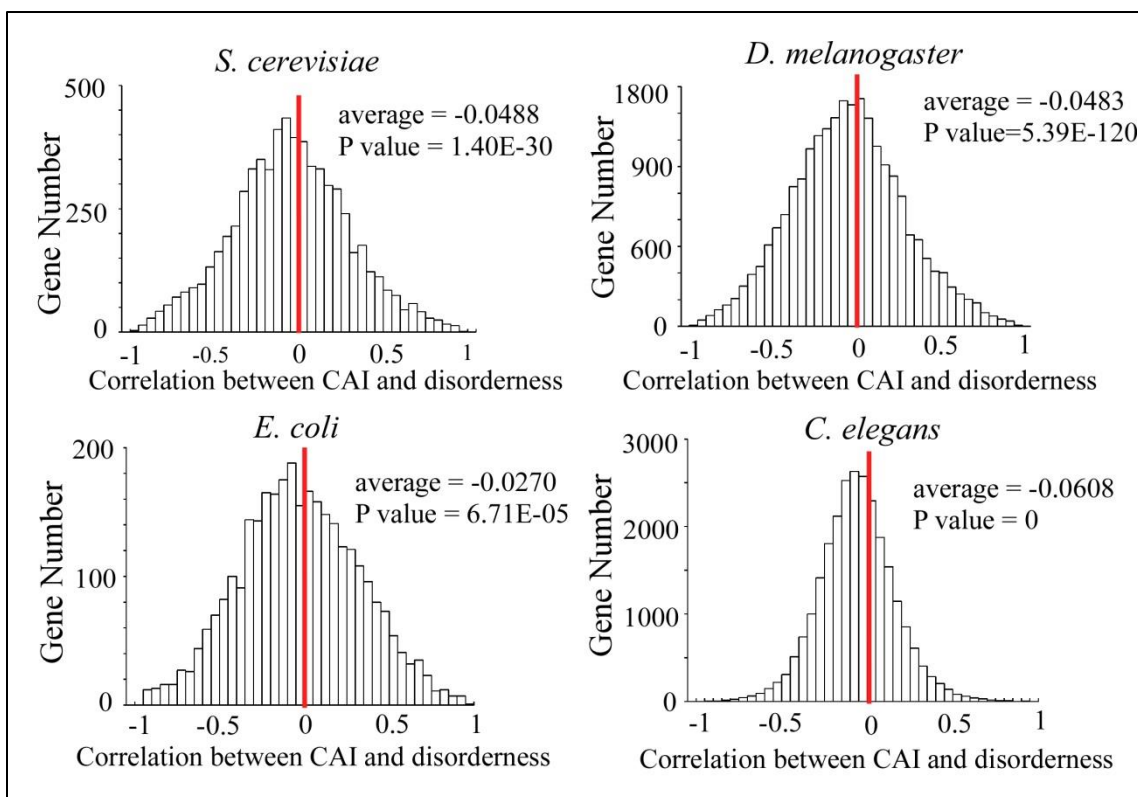 S. cerevisiae
500
250
0
Gene Number
average = -0.0488
P value = 1.40E-30
-1
-0.5
0
0.5
1
Correlation between CAI and disorderness
D. melanogaster
1800
900
600
0
Gene Number
average = -0.0483
P value=5.39E-120
-1
-0.5
0
0.5
1
Correlation between CAI and disorderness
E. coli
200
100
0
Gene Number
average = -0.0270
P value = 6.71E-05
-1
-0.5
0
0.5
1
Correlation between CAI and disorderness
C. elegans
3000
2000
1000
0
Gene Number
average = -0.0608
P value = 0
-1
-0.5
0
0.5
1
Correlation between CAI and disorderness